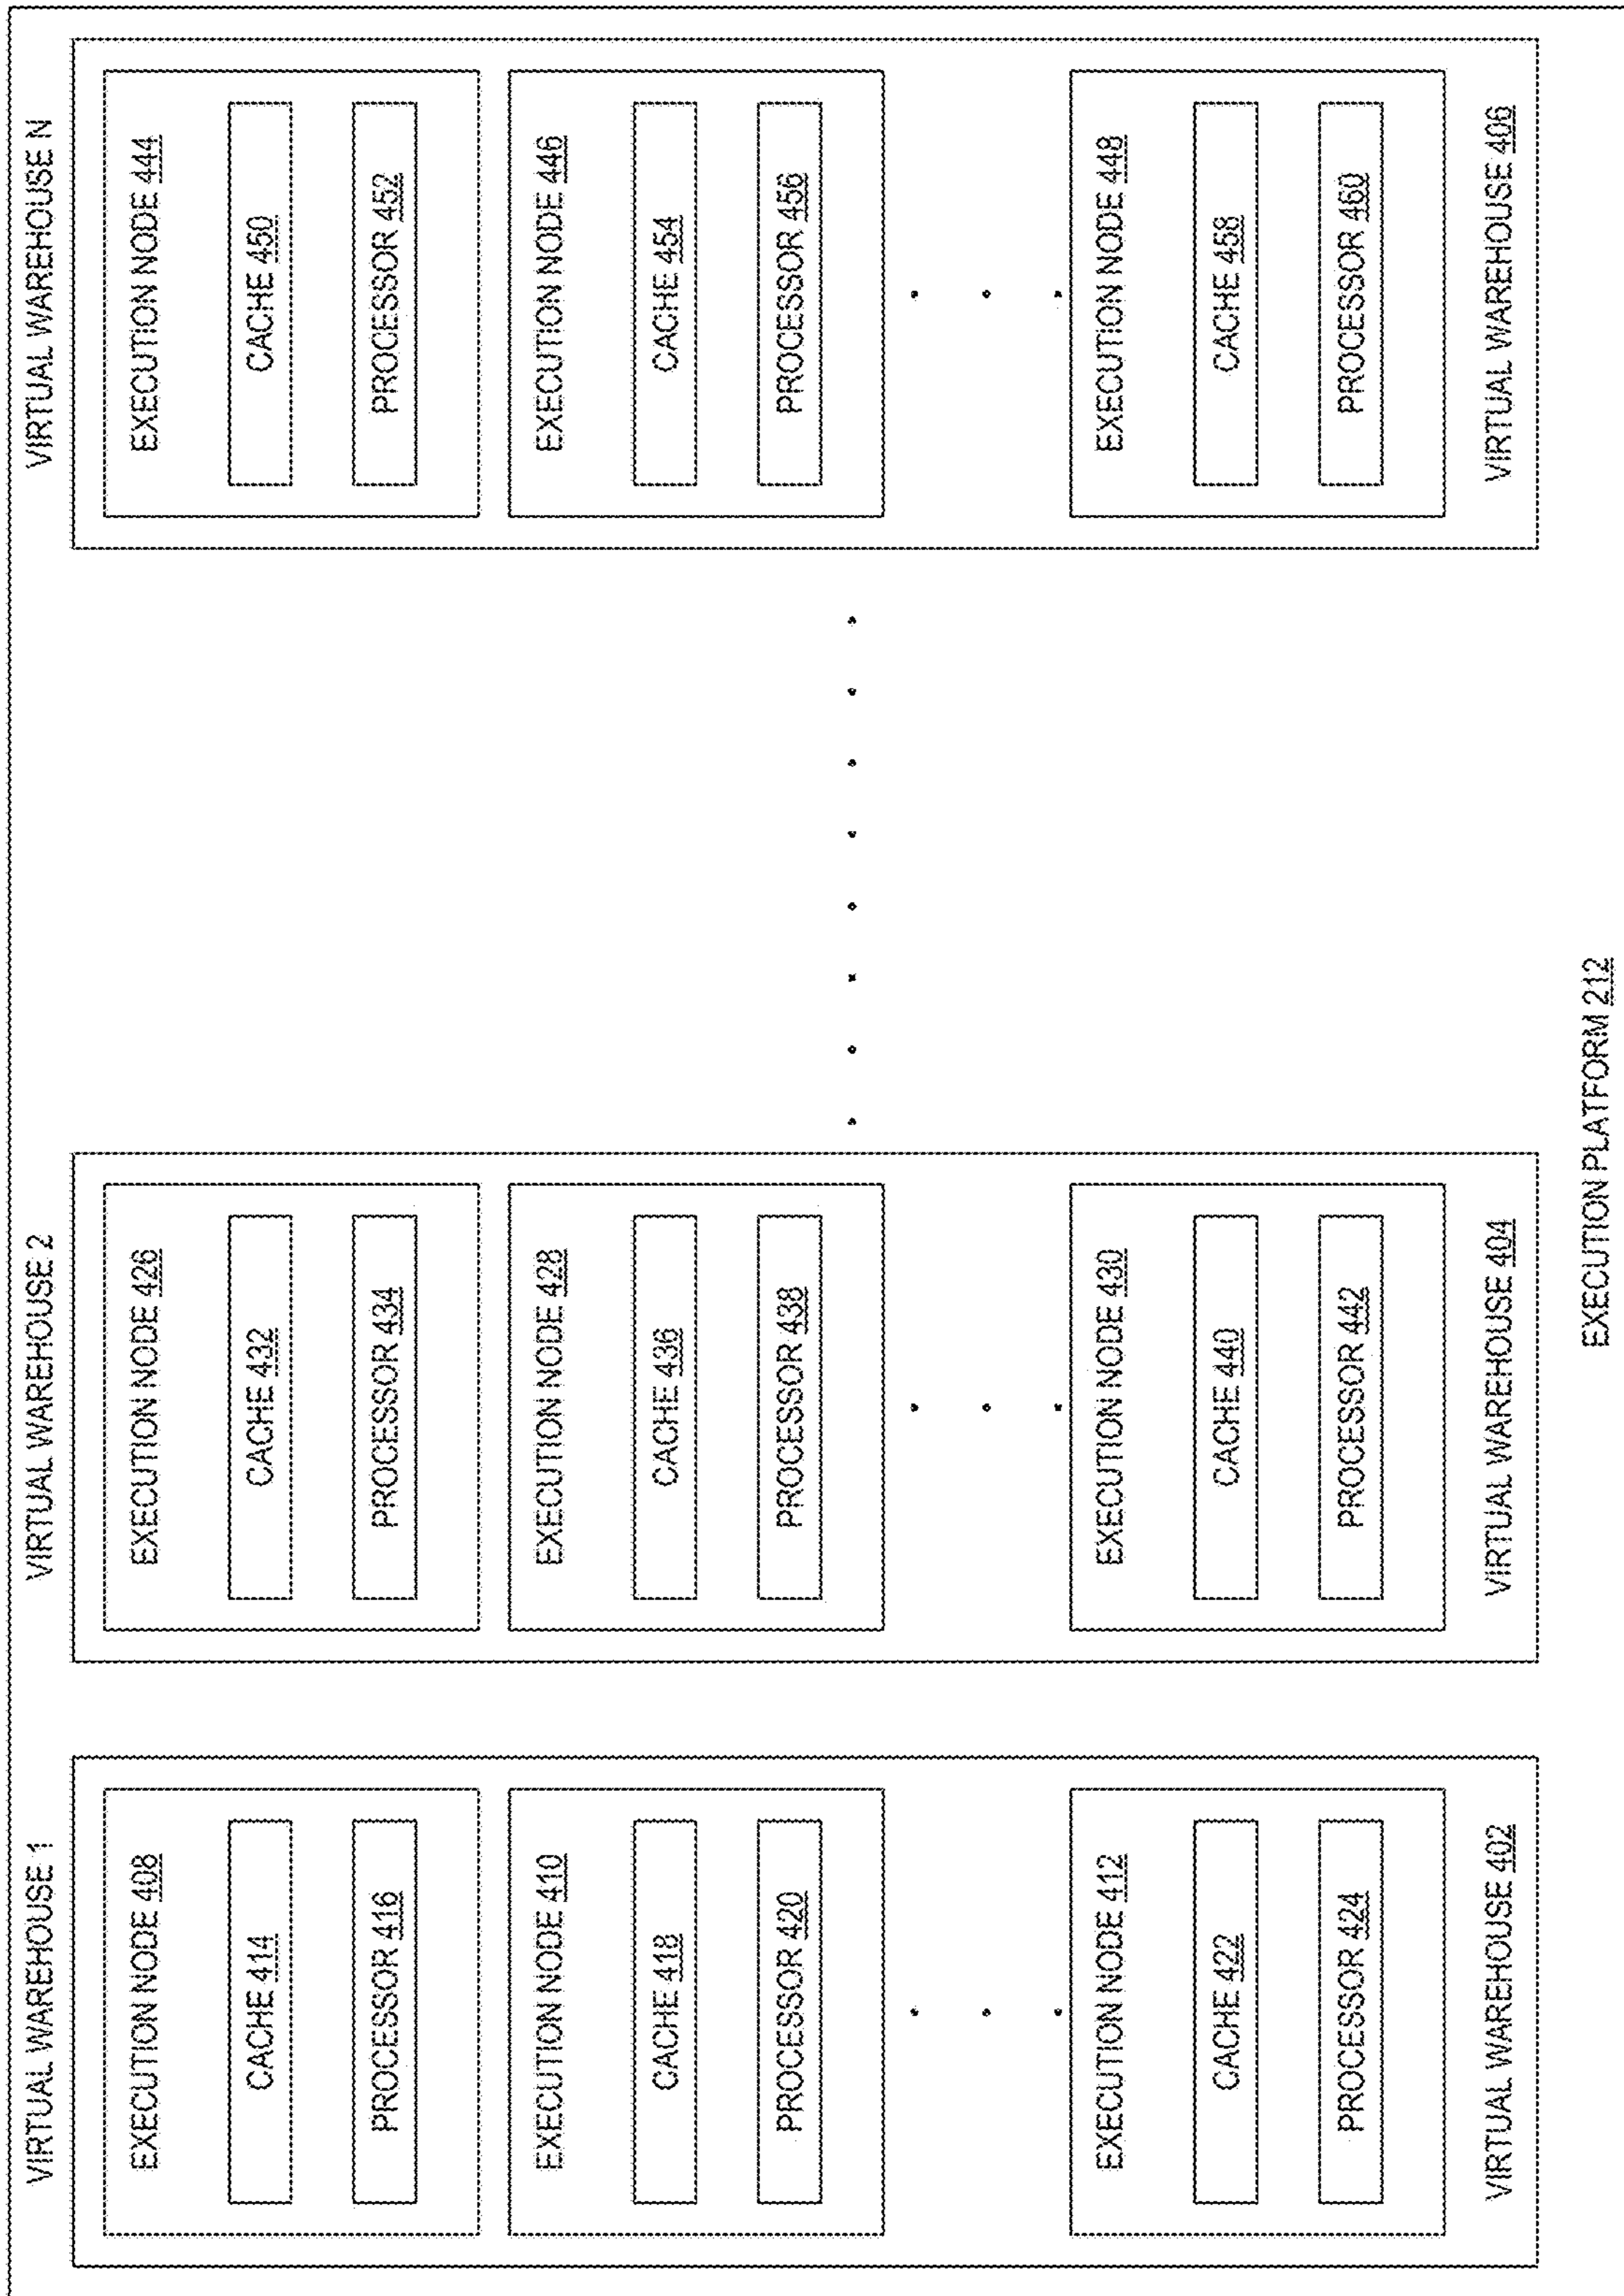 VIRTUAL WAREHOUSE 1
EXECUTION NODE 408
CACHE 414
PROCESSOR 416
EXECUTION NODE 410
CACHE 418
PROCESSOR 420
EXECUTION NODE 412
CACHE 422
PROCESSOR 424
VIRTUAL WAREHOUSE 402
VIRTUAL WAREHOUSE 2
EXECUTION NODE 426
CACHE 432
PROCESSOR 434
EXECUTION NODE 428
CACHE 436
PROCESSOR 438
EXECUTION NODE 430
CACHE 440
PROCESSOR 442
VIRTUAL WAREHOUSE 404
VIRTUAL WAREHOUSE N
EXECUTION NODE 444
CACHE 450
PROCESSOR 452
EXECUTION NODE 446
CACHE 454
PROCESSOR 456
EXECUTION NODE 448
CACHE 458
PROCESSOR 460
VIRTUAL WAREHOUSE 406
EXECUTION PLATFORM 212